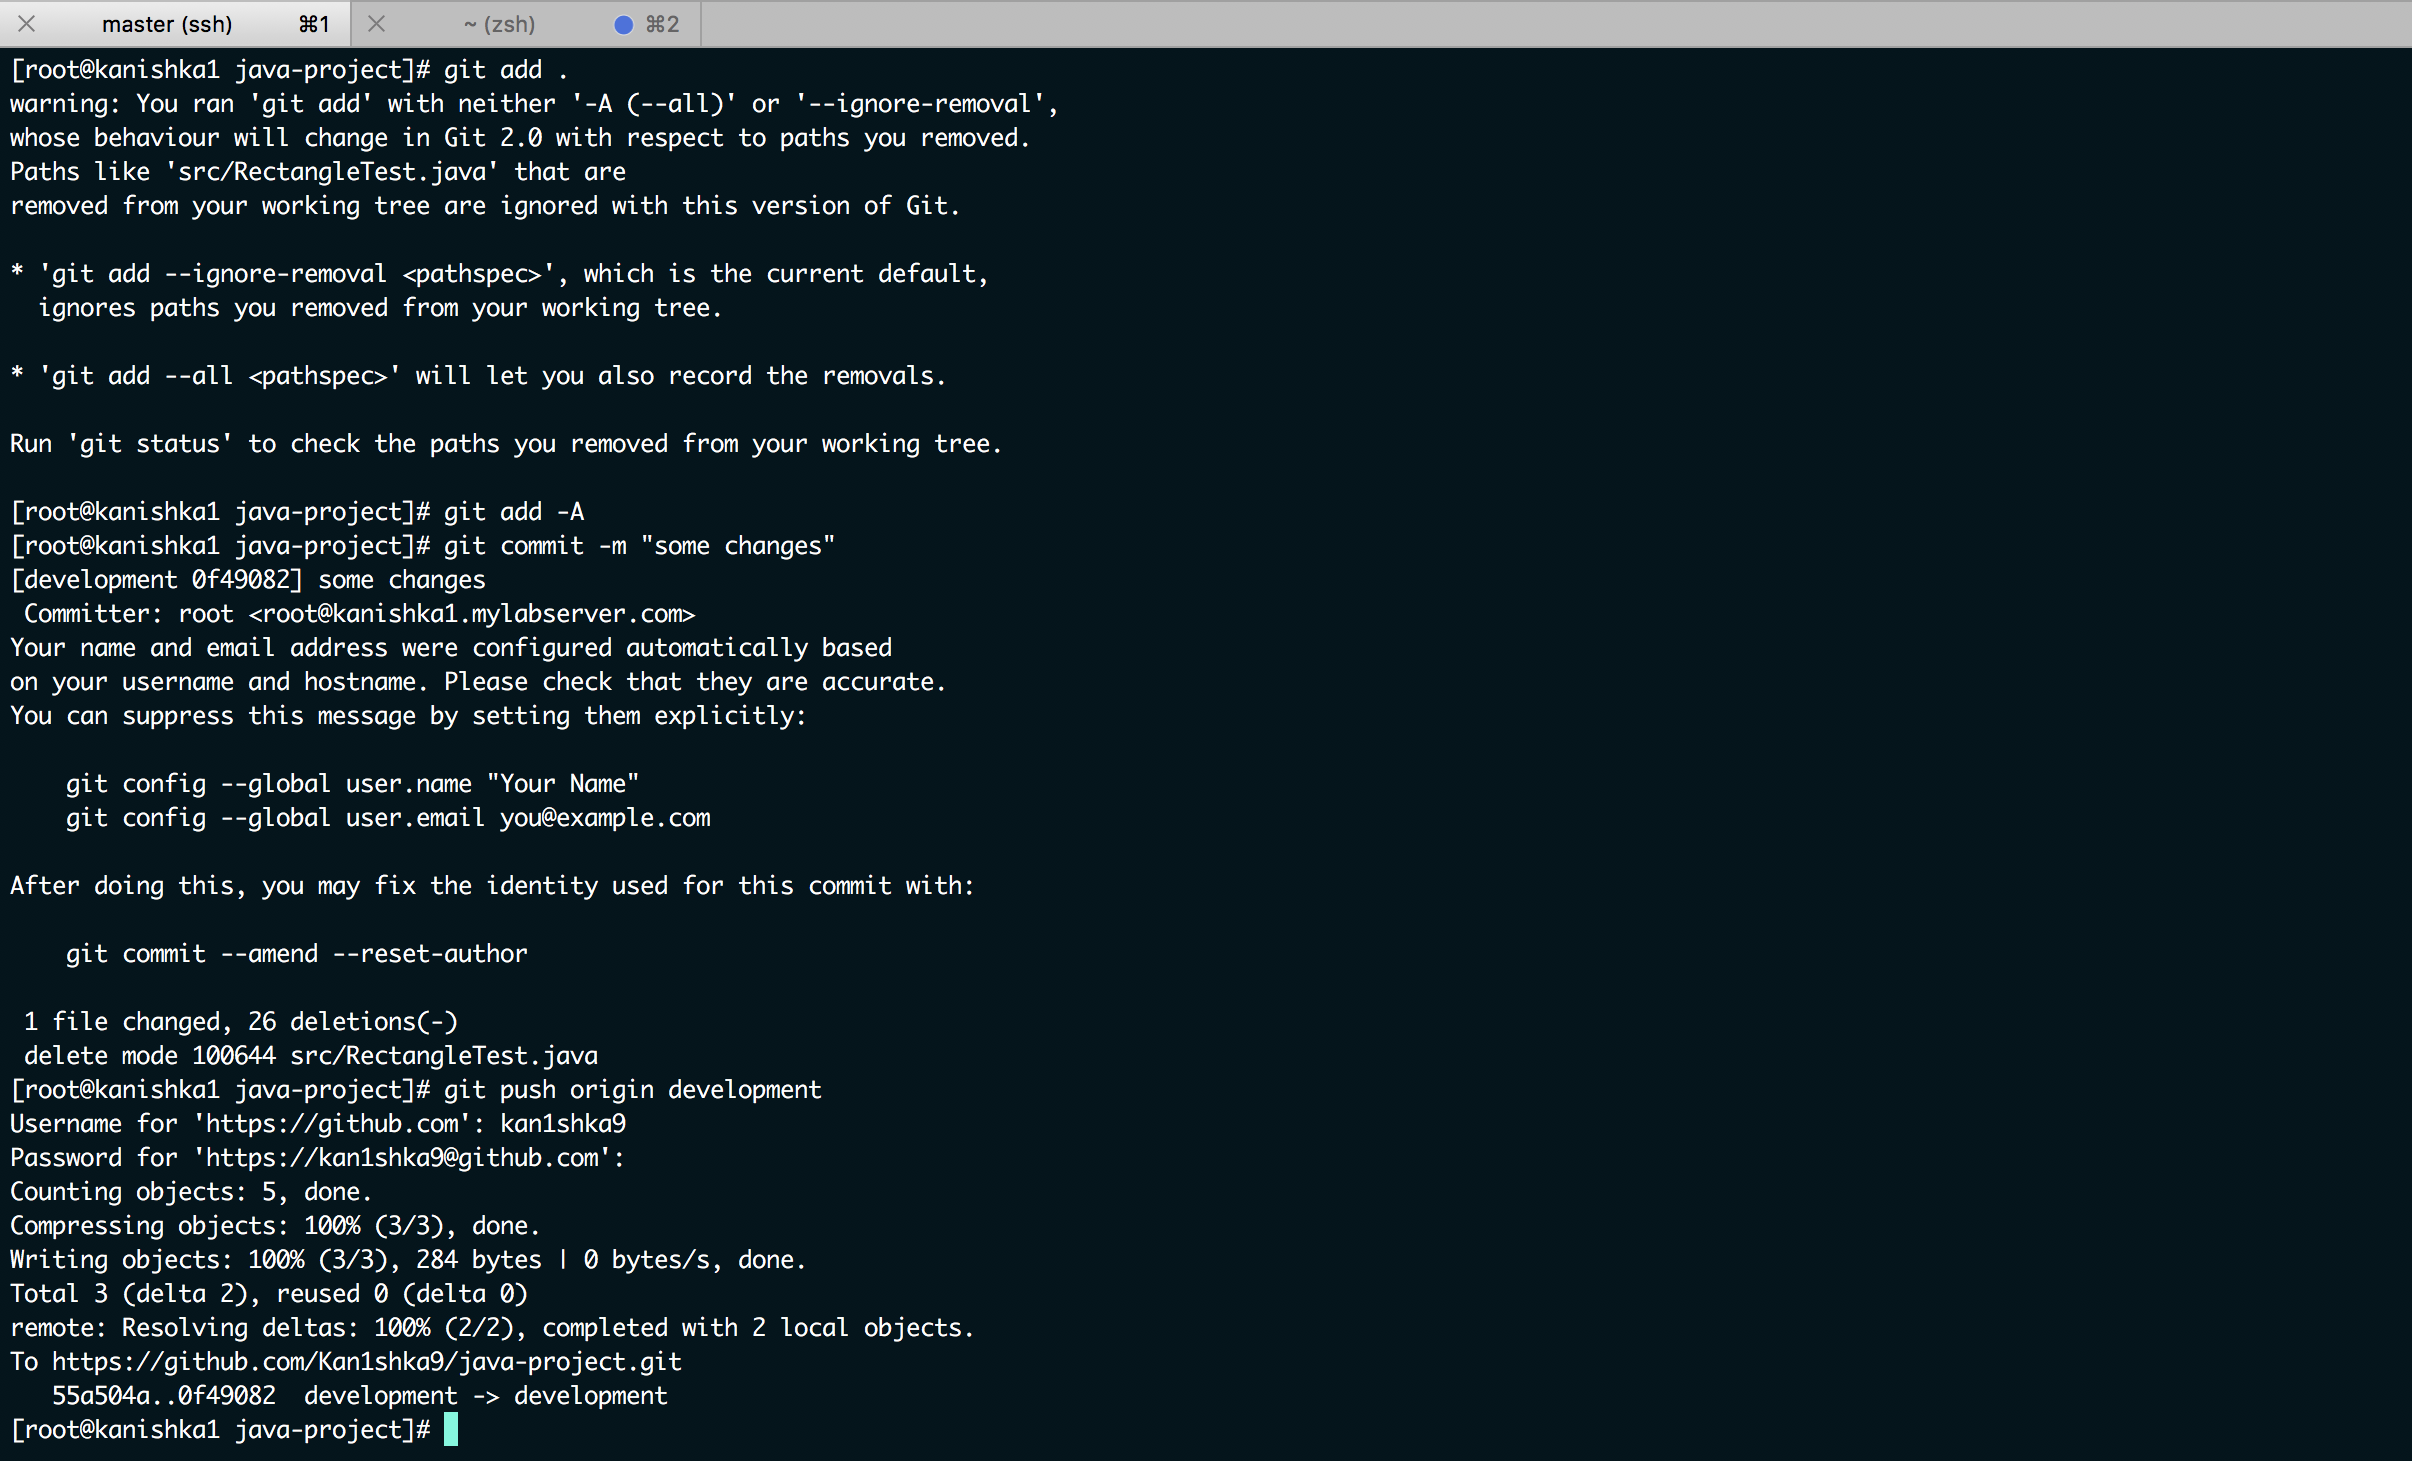 master (ssh) ⌘1 ~ (zsh) ⌘2
[root@kanishka1 java-project]# git add .
warning: You ran 'git add' with neither '-A (--all)' or '--ignore-removal',
whose behaviour will change in Git 2.0 with respect to paths you removed.
Paths like 'src/RectangleTest.java' that are
removed from your working tree are ignored with this version of Git.
* 'git add --ignore-removal <pathspec>', which is the current default,
  ignores paths you removed from your working tree.
* 'git add --all <pathspec>' will let you also record the removals.
Run 'git status' to check the paths you removed from your working tree.
[root@kanishka1 java-project]# git add -A
[root@kanishka1 java-project]# git commit -m "some changes"
[development 0f49082] some changes
 Committer: root <root@kanishka1.mylabserver.com>
Your name and email address were configured automatically based
on your username and hostname. Please check that they are accurate.
You can suppress this message by setting them explicitly:
    git config --global user.name "Your Name"
    git config --global user.email you@example.com
After doing this, you may fix the identity used for this commit with:
    git commit --amend --reset-author
 1 file changed, 26 deletions(-)
 delete mode 100644 src/RectangleTest.java
[root@kanishka1 java-project]# git push origin development
Username for 'https://github.com': kan1shka9
Password for 'https://kan1shka9@github.com':
Counting objects: 5, done.
Compressing objects: 100% (3/3), done.
Writing objects: 100% (3/3), 284 bytes | 0 bytes/s, done.
Total 3 (delta 2), reused 0 (delta 0)
remote: Resolving deltas: 100% (2/2), completed with 2 local objects.
To https://github.com/Kan1shka9/java-project.git
   55a504a..0f49082  development -> development
[root@kanishka1 java-project]#